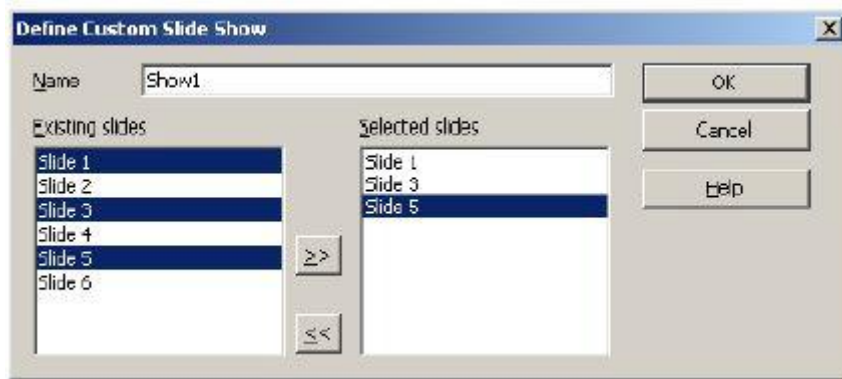 Define Custom Slide Show
Name Show1
OK
Existing slides
Selected slides
Cancel
Slide 1
Slide 2
Slide 3
Slide 4
Slide 5
Slide 6
Slide 1
Slide 3
Slide 5
Help
>>
<<